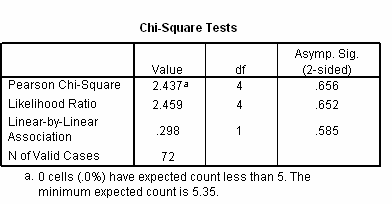 Chi-Square Tests
Value df Asymp. Sig. (2-sided)
Pearson Chi-Square 2.437a 4 .656
Likelihood Ratio 2.459 4 .652
Linear-by-Linear Association .298 1 .585
N of Valid Cases 72
a. 0 cells (.0%) have expected count less than 5. The
minimum expected count is 5.35.